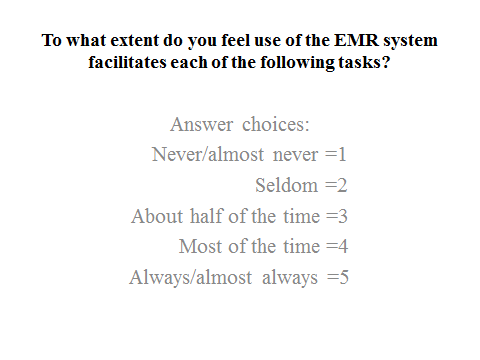 To what extent do you feel use of the EMR system
facilitates each of the following tasks?
Answer choices:
Never/almost never =1
Seldom =2
About half of the time =3
Most of the time =4
Always/almost always =5